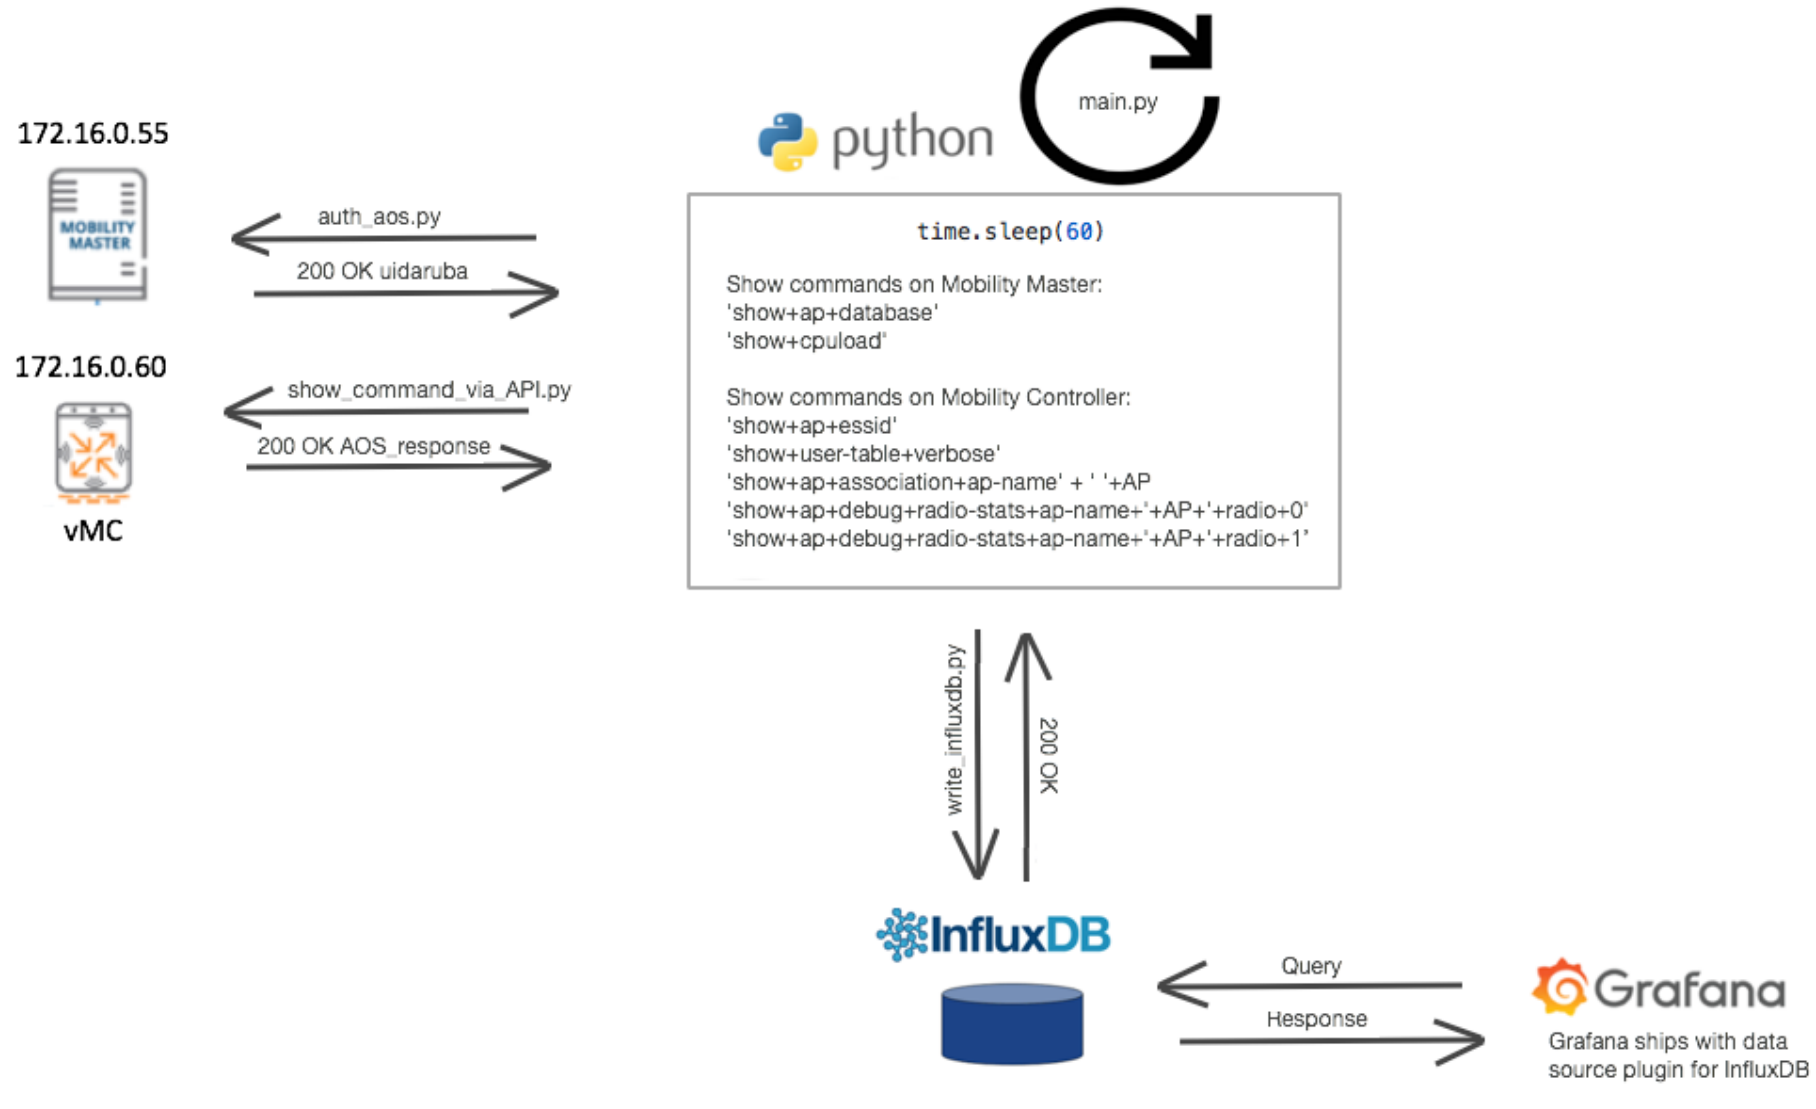 main.py
python
172.16.0.55
MOBILITY
MASTER
auth_aos.py
200 OK uidaruba
172.16.0.60
show_command_via_API.py
200 OK AOS_response
vMC
time.sleep(60)
Show commands on Mobility Master:
'show+ap+database'
'show+cpuload'
Show commands on Mobility Controller:
'show+ap+essid'
'show+user-table+verbose'
'show+ap+association+ap-name' + ' '+AP
'show+ap+debug+radio-stats+ap-name+'+AP+'+radio+0'
'show+ap+debug+radio-stats+ap-name+'+AP+'+radio+1’
write_influxdb.py
200 OK
InfluxDB
Query
Response
Grafana
Grafana ships with data
source plugin for InfluxDB